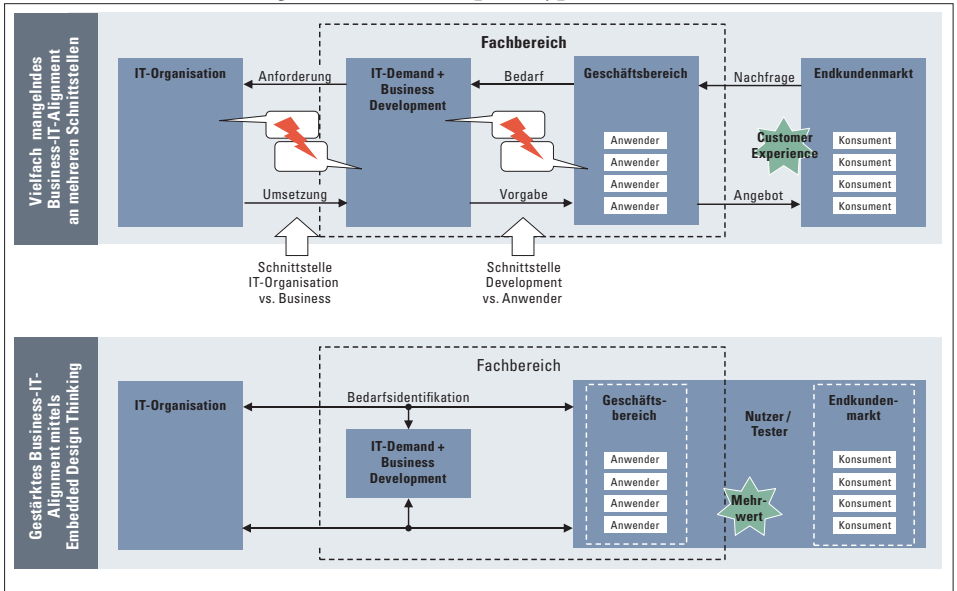 Vielfach mangelndes
Business-IT-Alignment
an mehreren Schnittstellen
Fachbereich
IT-Organisation
Anforderung
IT-Demand +
Business
Development
Bedarf
Geschäftsbereich
Nachfrage
Endkundenmarkt
Anwender
Anwender
Anwender
Anwender
Customer
Experience
Konsument
Konsument
Konsument
Konsument
Umsetzung
Vorgabe
Angebot
Schnittstelle
IT-Organisation
vs. Business
Schnittstelle
Development
vs. Anwender
Gestärktes Business-IT-
Alignment mittels
Embedded Design Thinking
Fachbereich
IT-Organisation
Bedarfsidentifikation
IT-Demand +
Business
Development
Geschäfts-
bereich
Anwender
Anwender
Anwender
Anwender
Nutzer /
Tester
Mehr-
wert
Endkunden-
markt
Konsument
Konsument
Konsument
Konsument